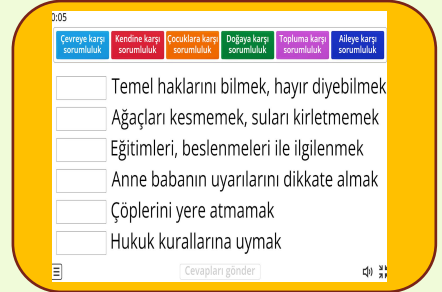 0:05
Çevreye karşı sorumluluk
Kendine karşı sorumluluk
Çocuklara karşı sorumluluk
Doğaya karşı sorumluluk
Topluma karşı sorumluluk
Aileye karşı sorumluluk
Temel haklarını bilmek, hayır diyebilmek
Ağaçları kesmemek, suları kirletmemek
Eğitimleri, beslenmeleri ile ilgilenmek
Anne babanın uyarılarını dikkate almak
Çöplerini yere atmamak
Hukuk kurallarına uymak
Cevapları gönder